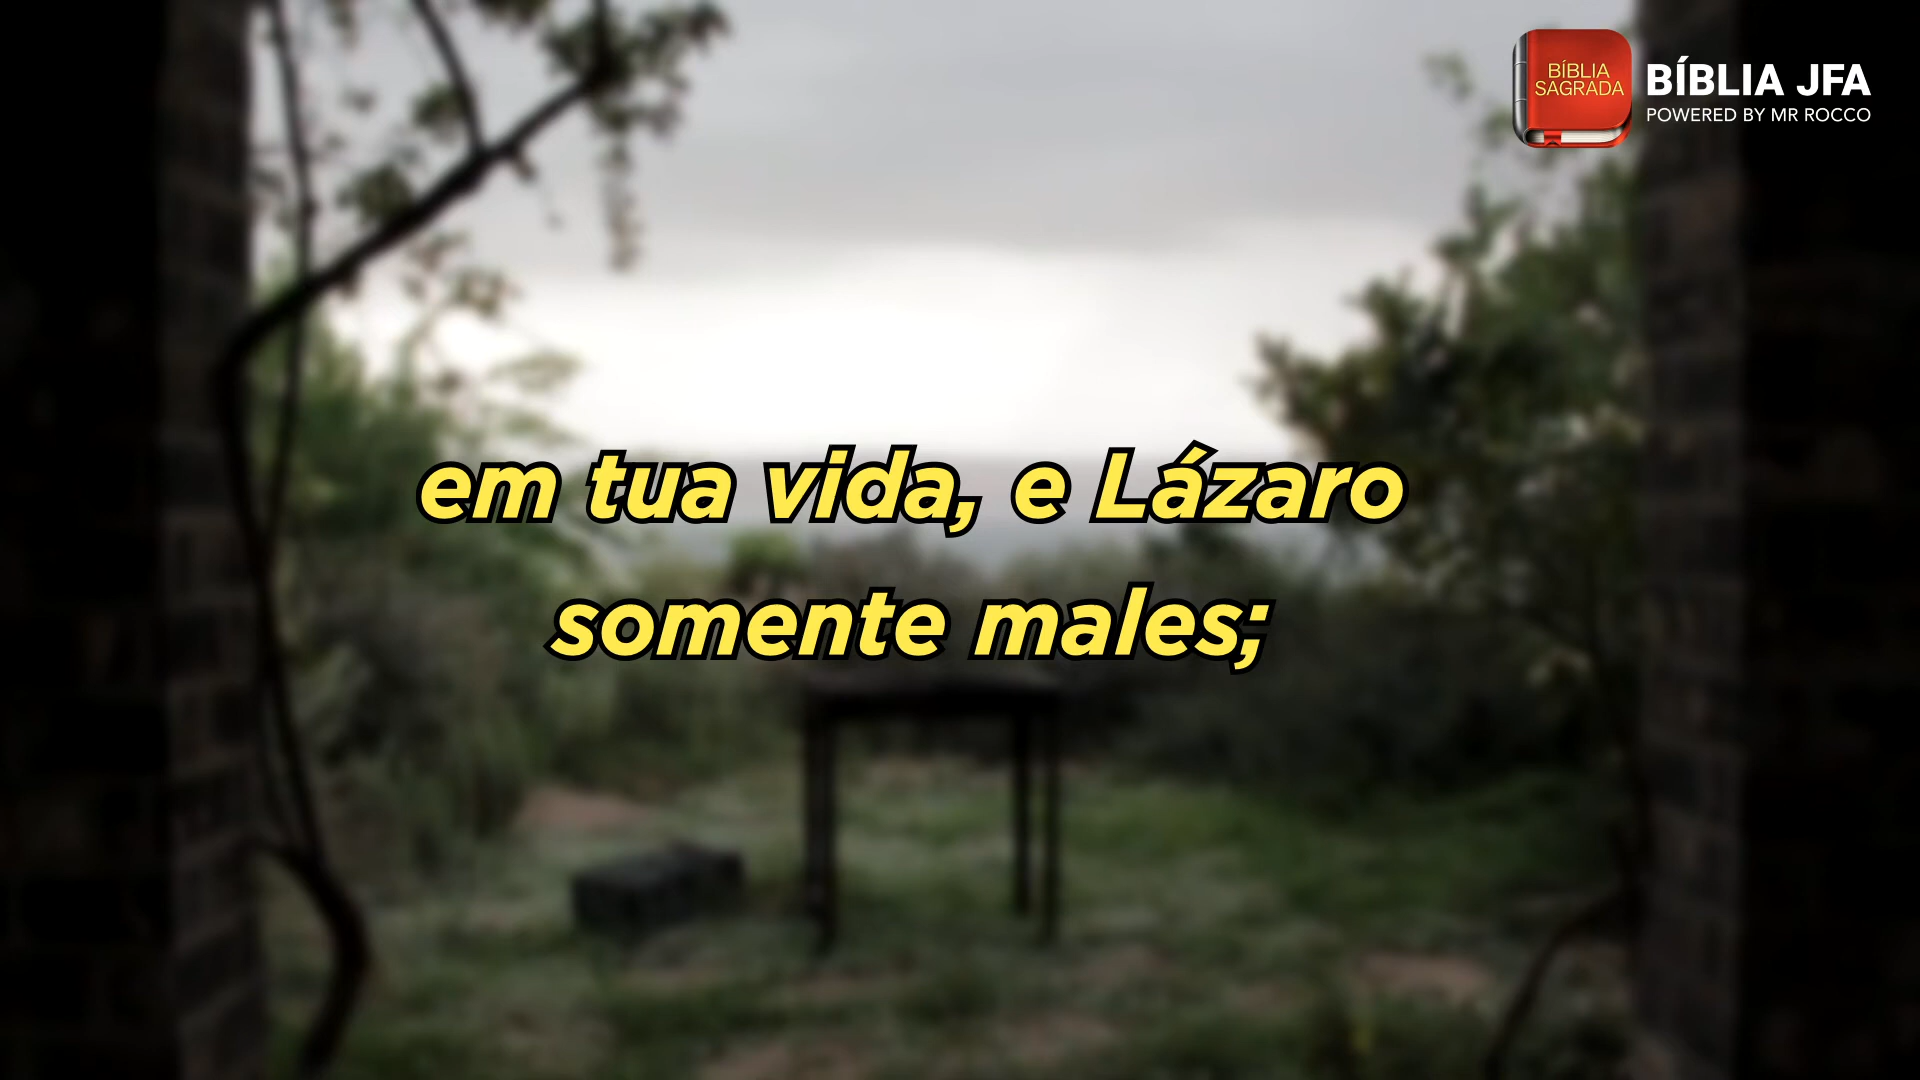 BÍBLIA
SAGRADA
BÍBLIA JFA
POWERED BY MR ROCCO
em tua vida, e Lázaro
somente males;